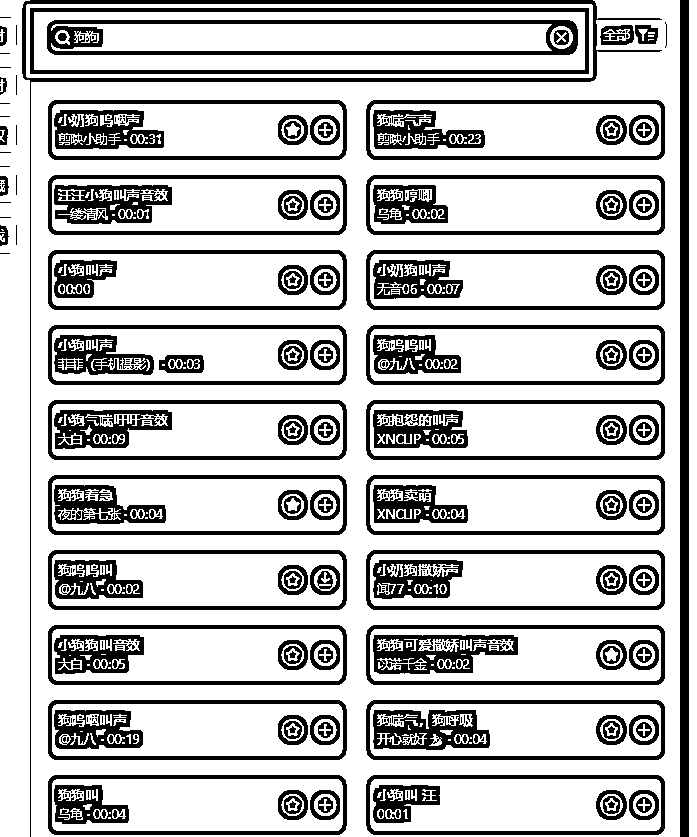 狗狗
全部
小奶狗呜咽声
剪映小助手·00:31
狗喘气声
剪映小助手·00:23
汪汪小狗叫声音效
一缕清风·00:01
狗狗哼唧
乌龟·00:02
小狗叫声
00:00
小奶狗叫声
无音06·00:07
小狗叫声
菲菲（手机摄影）·00:03
狗呜呜叫
@九八·00:02
小狗气喘吁吁音效
大白·00:09
狗抱怨的叫声
XNCLIP·00:05
狗狗着急
夜的第七张·00:04
狗狗卖萌
XNCLIP·00:04
狗呜呜叫
@九八·00:02
小奶狗撒娇声
闻77·00:10
小狗狗叫音效
大白·00:05
狗狗可爱撒娇叫声音效
苡诺千金·00:02
狗呜咽叫声
@九八·00:19
狗喘气，狗呼吸
开心就好·00:04
狗狗叫
乌龟·00:04
小狗叫 汪
00:01